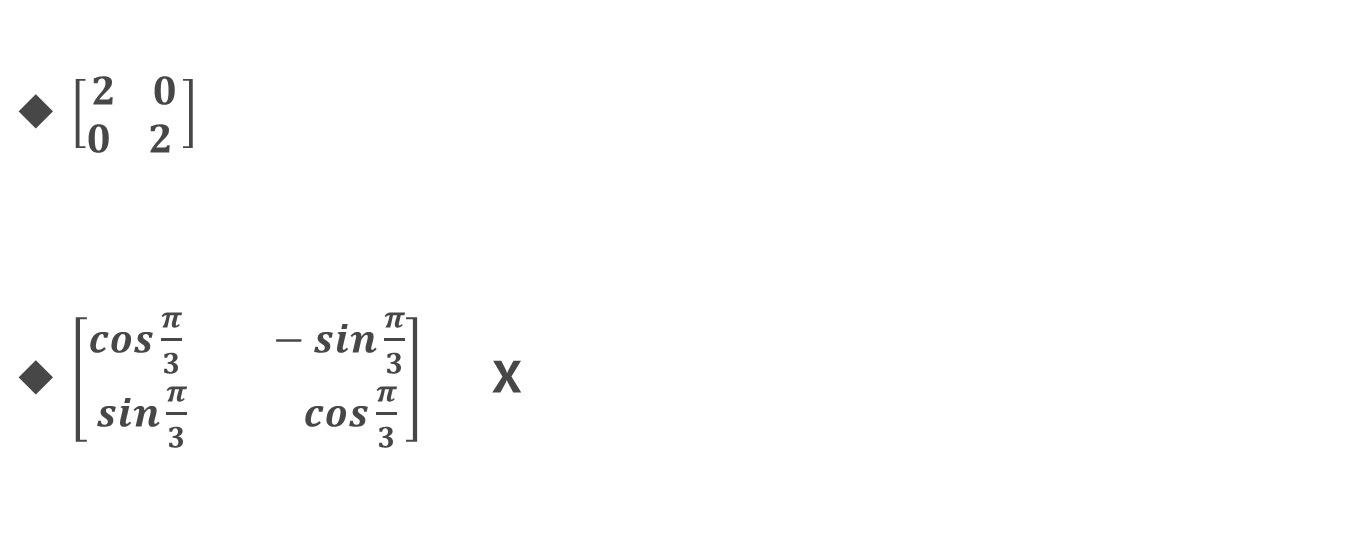 ◆ [2 0
0 2]
◆ [cos π/3 − sin π/3
sin π/3 cos π/3] X